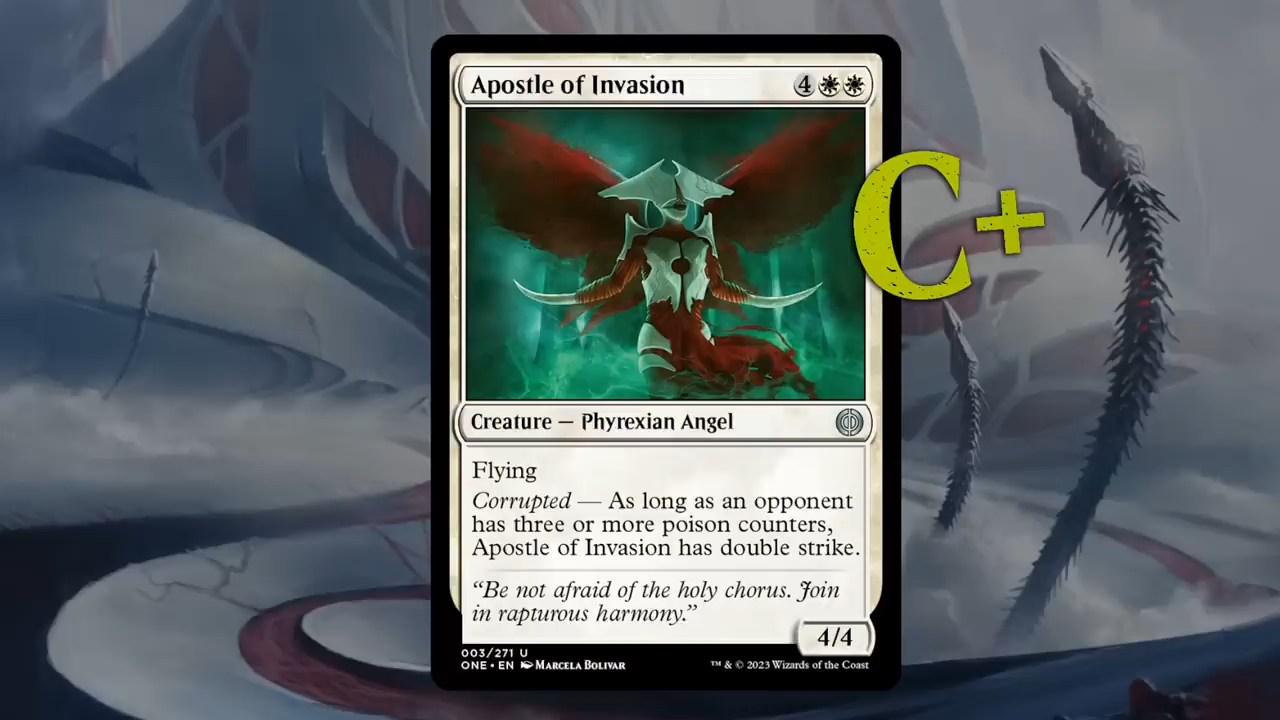 Apostle of Invasion 4
C+
Creature — Phyrexian Angel
Flying
Corrupted — As long as an opponent
has three or more poison counters,
Apostle of Invasion has double strike.
“Be not afraid of the holy chorus. Join
in rapturous harmony.”
4/4
003/271 U
ONE • EN Marcela Bolivar ™ & © 2023 Wizards of the Coast